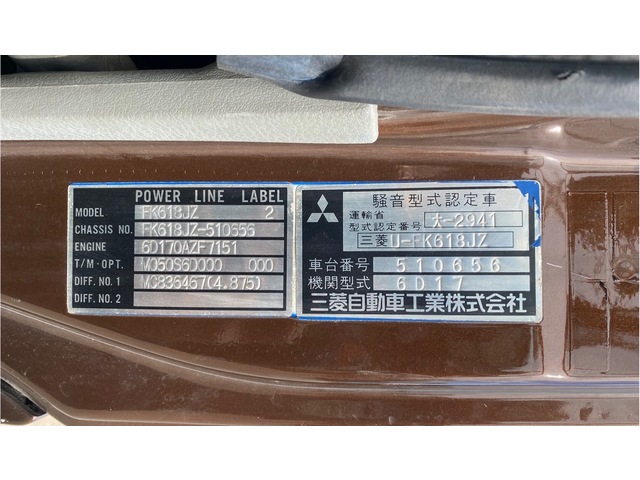 POWER LINE LABEL
MODEL FK618JZ 2
CHASSIS NO. FK618JZ-510656
ENGINE 6D170AZF7151
T/M·OPT. M060S6D000 000
DIFF. NO. 1 MC836467(4.875)
DIFF. NO. 2
騒音型式認定車
運輸省
型式認定番号 大-2941
三菱U-FK618JZ
車台番号 510656
機関型式 6D17
三菱自動車工業株式会社